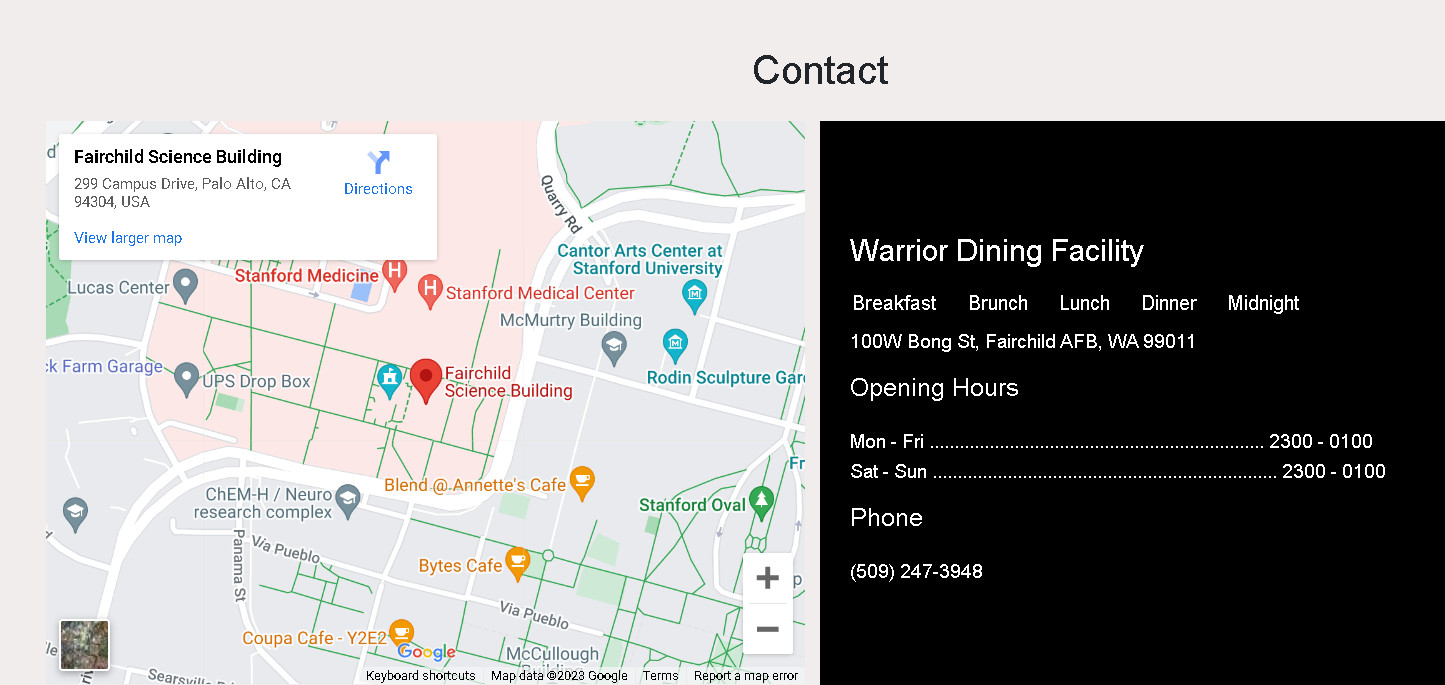 Contact
Fairchild Science Building
299 Campus Drive, Palo Alto, CA
94304, USA
Directions
View larger map
Quarry Rd
Cantor Arts Center at
Stanford University
Stanford Medicine
Lucas Center
Stanford Medical Center
McMurtry Building
ck Farm Garage
UPS Drop Box
Fairchild
Science Building
Rodin Sculpture Gar
Blend @ Annette's Cafe
ChEM-H / Neuro
research complex
Stanford Oval
Panama St
Via Pueblo
Bytes Cafe
Via Pueblo
Coupa Cafe - Y2E2
Google
McCullough
Building
Searsville
Keyboard shortcuts
Map data ©2023 Google
Terms
Report a map error
Warrior Dining Facility
Breakfast Brunch Lunch Dinner Midnight
100W Bong St, Fairchild AFB, WA 99011
Opening Hours
Mon - Fri ................................................................... 2300 - 0100
Sat - Sun ..................................................................... 2300 - 0100
Phone
(509) 247-3948